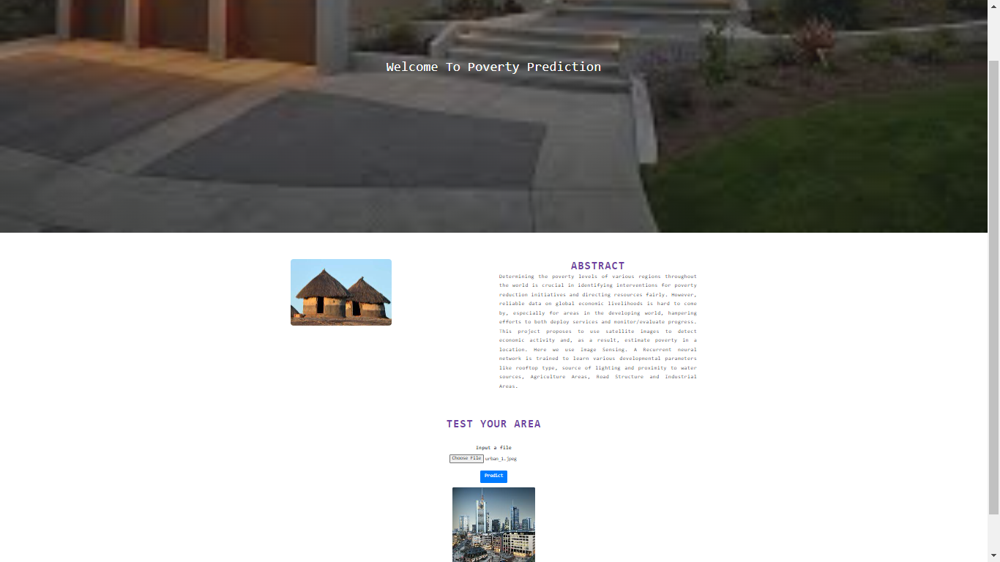 Welcome To Poverty Prediction
ABSTRACT
Determining the poverty levels of various regions throughout
the world is crucial in identifying interventions for poverty
reduction initiatives and directing resources fairly. However,
reliable data on global economic livelihoods is hard to come
by, especially for areas in the developing world, hampering
efforts to both deploy services and monitor/evaluate progress.
This project proposes to use satellite images to detect
economic activity and, as a result, estimate poverty in a
location. Here we use Image Sensing. A Recurrent neural
network is trained to learn various developmental parameters
like rooftop type, source of lighting and proximity to water
sources, Agriculture Areas, Road Structure and Industrial
Areas.
TEST YOUR AREA
Input a file
Choose File urban_1.jpeg
Predict